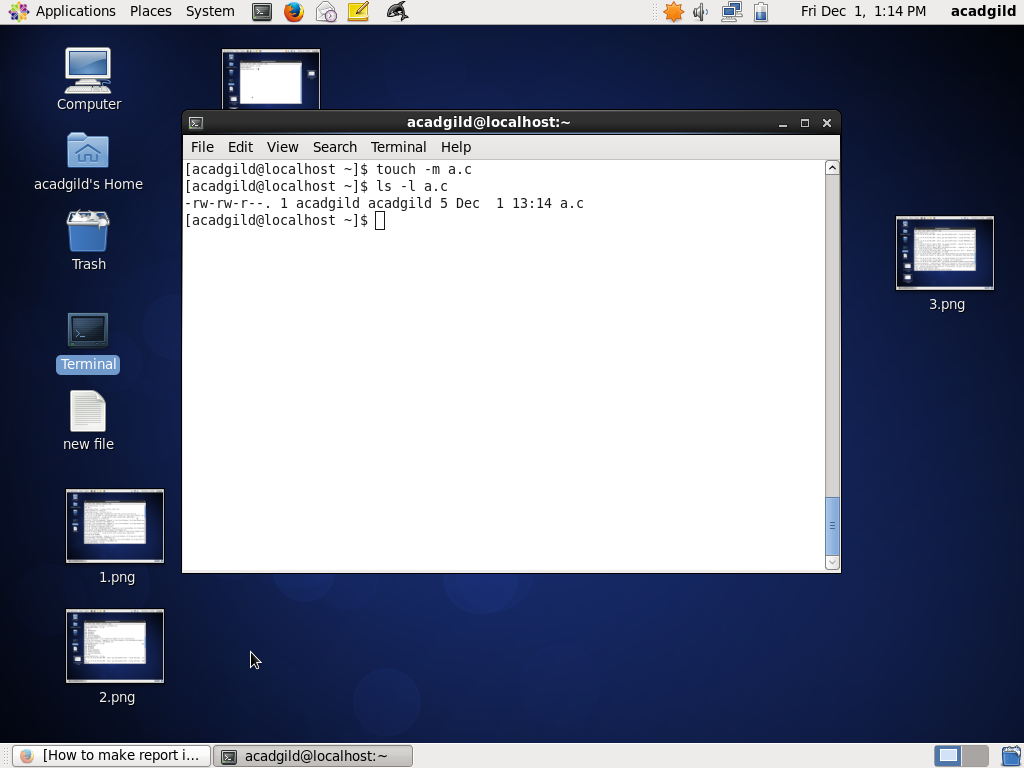 Applications Places System Fri Dec 1, 1:14 PM acadgild
Computer
acadgild's Home
Trash
Terminal
new file
1.png
2.png
acadgild@localhost:~
File Edit View Search Terminal Help
[acadgild@localhost ~]$ touch -m a.c
[acadgild@localhost ~]$ ls -l a.c
-rw-rw-r--. 1 acadgild acadgild 5 Dec  1 13:14 a.c
[acadgild@localhost ~]$
3.png
[How to make report i... acadgild@localhost:~